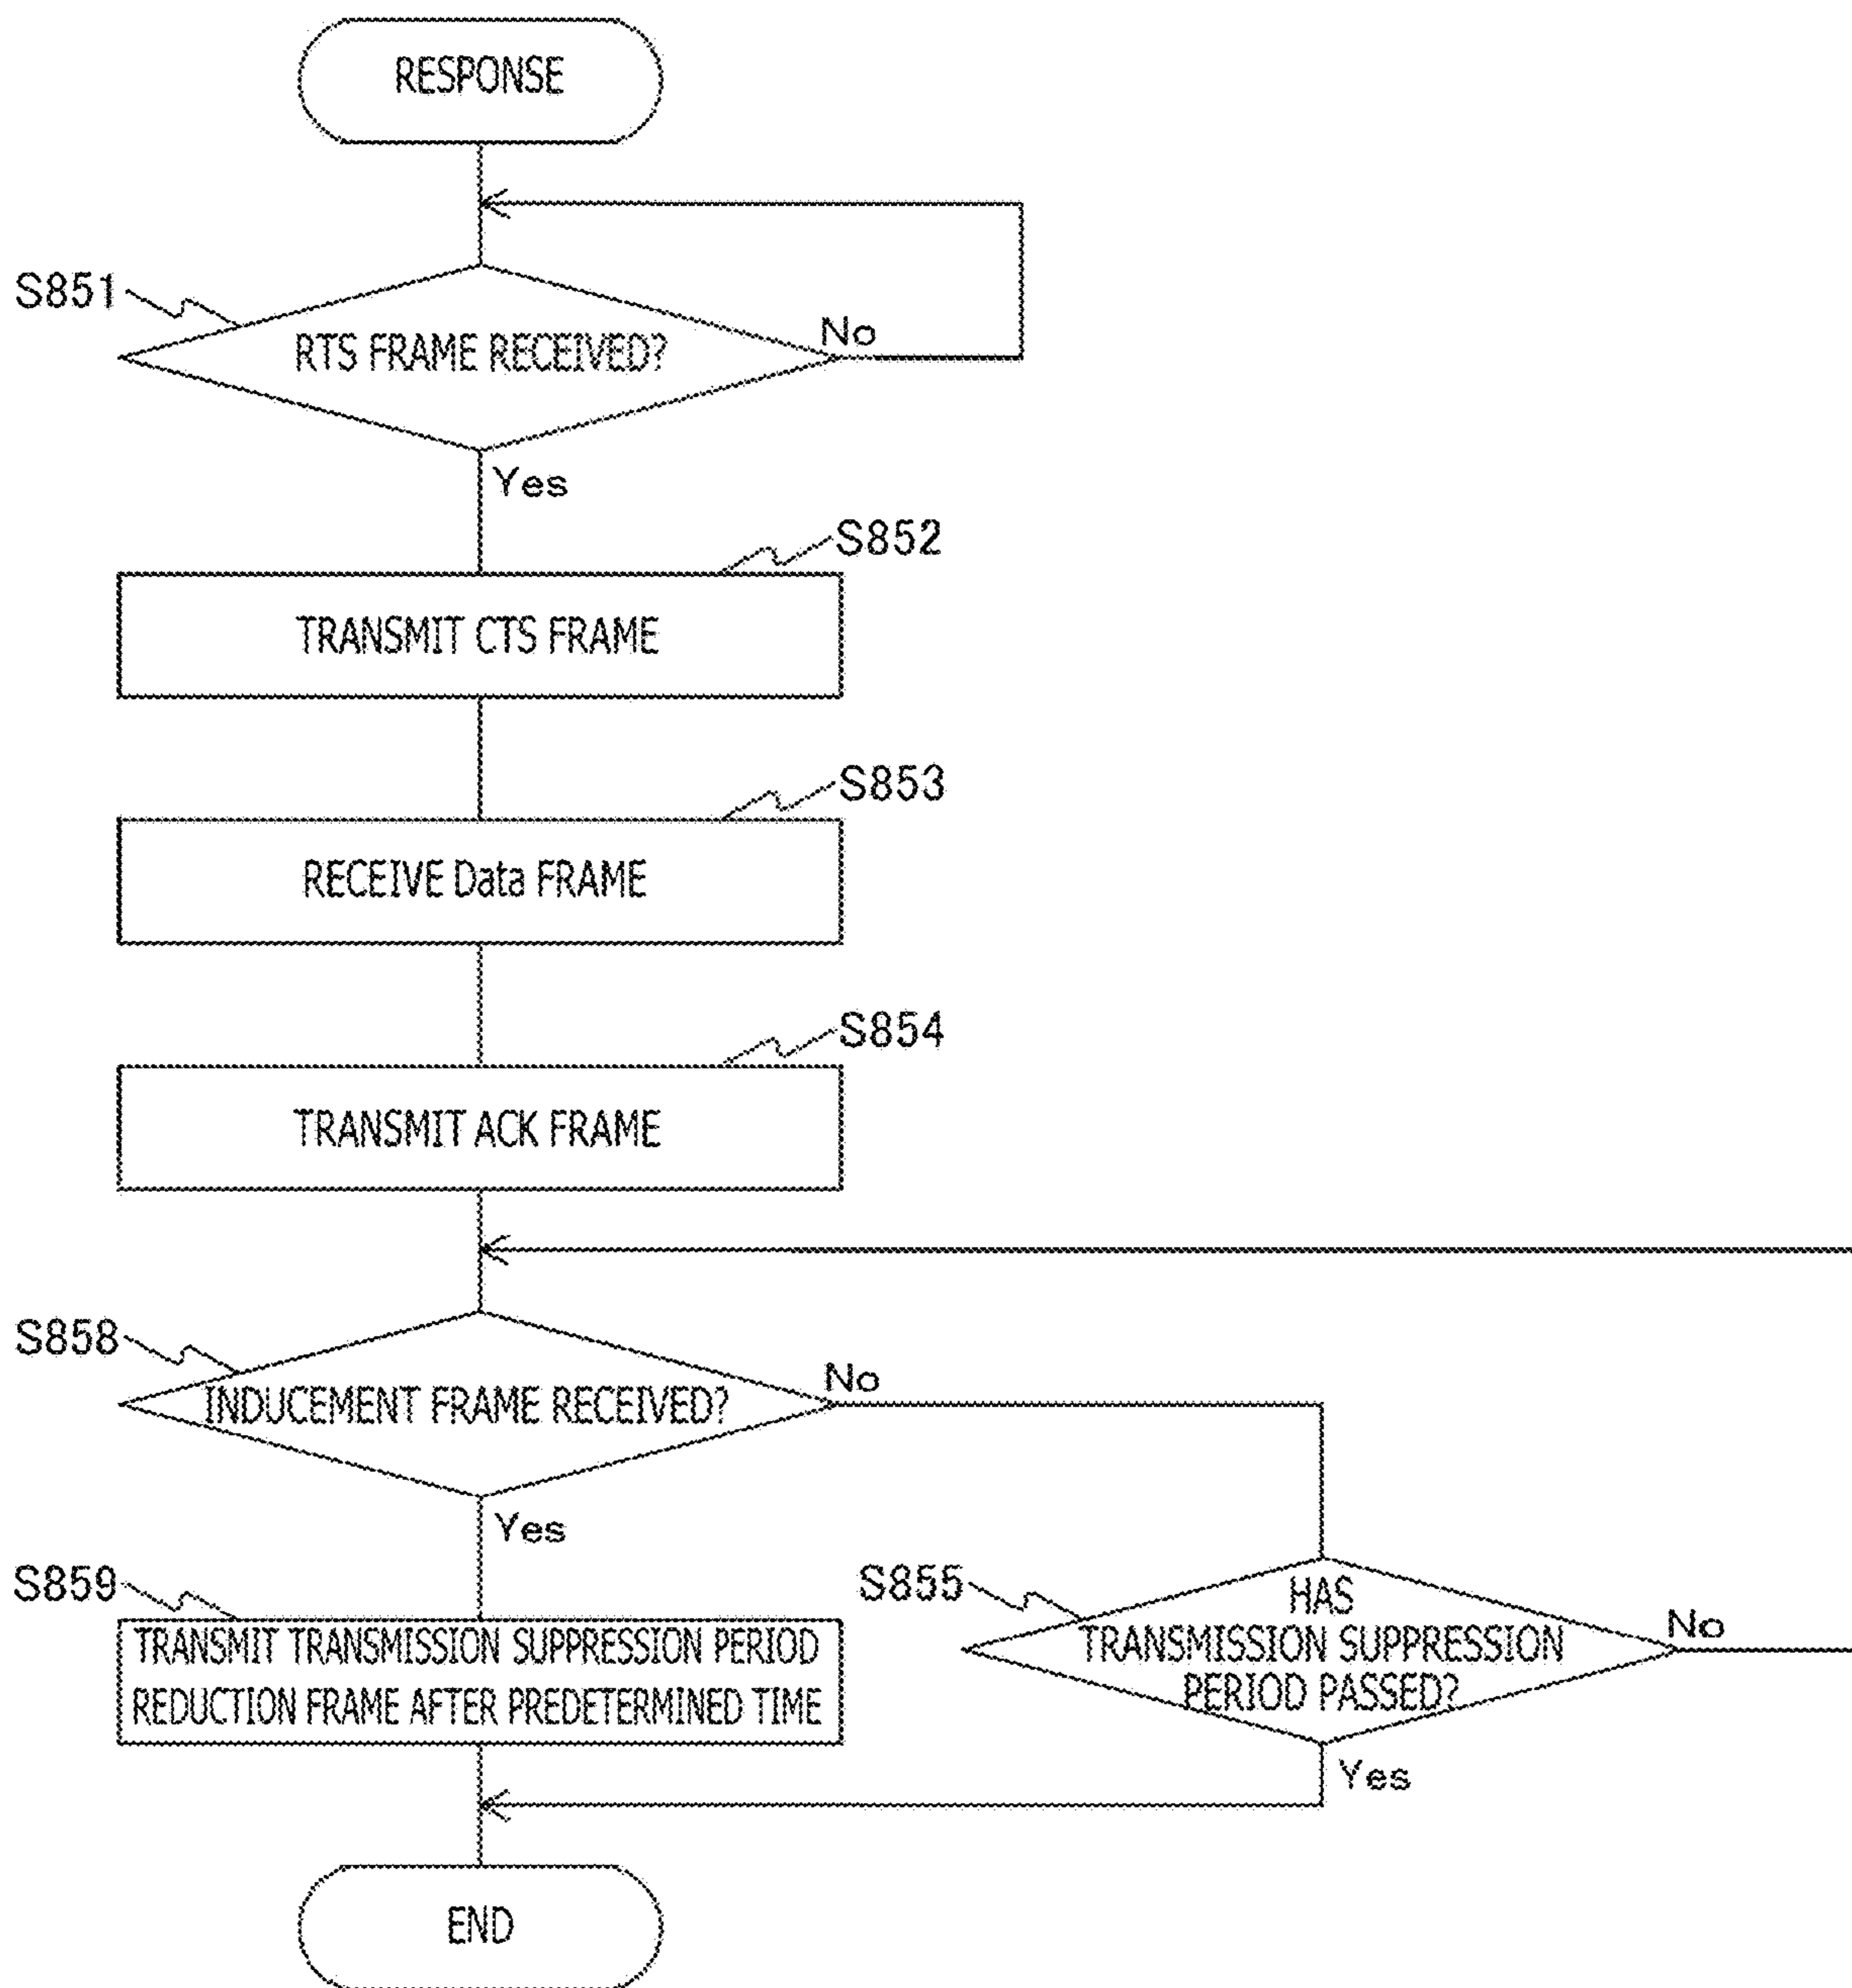 RESPONSE
S851
RTS FRAME RECEIVED?
No
Yes
S852
TRANSMIT CTS FRAME
S853
RECEIVE Data FRAME
S854
TRANSMIT ACK FRAME
S858
INDUCEMENT FRAME RECEIVED?
No
Yes
S859
TRANSMIT TRANSMISSION SUPPRESSION PERIOD
REDUCTION FRAME AFTER PREDETERMINED TIME
S855
HAS
TRANSMISSION SUPPRESSION
PERIOD PASSED?
No
Yes
END